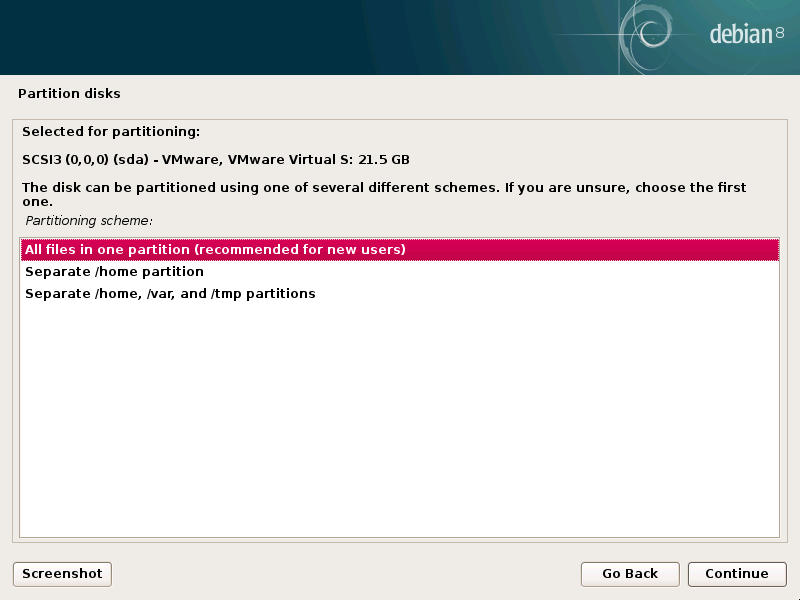 debian 8
Partition disks
Selected for partitioning:
SCSI3 (0,0,0) (sda) - VMware, VMware Virtual S: 21.5 GB
The disk can be partitioned using one of several different schemes. If you are unsure, choose the first
one.
Partitioning scheme:
All files in one partition (recommended for new users)
Separate /home partition
Separate /home, /var, and /tmp partitions
Screenshot
Go Back
Continue